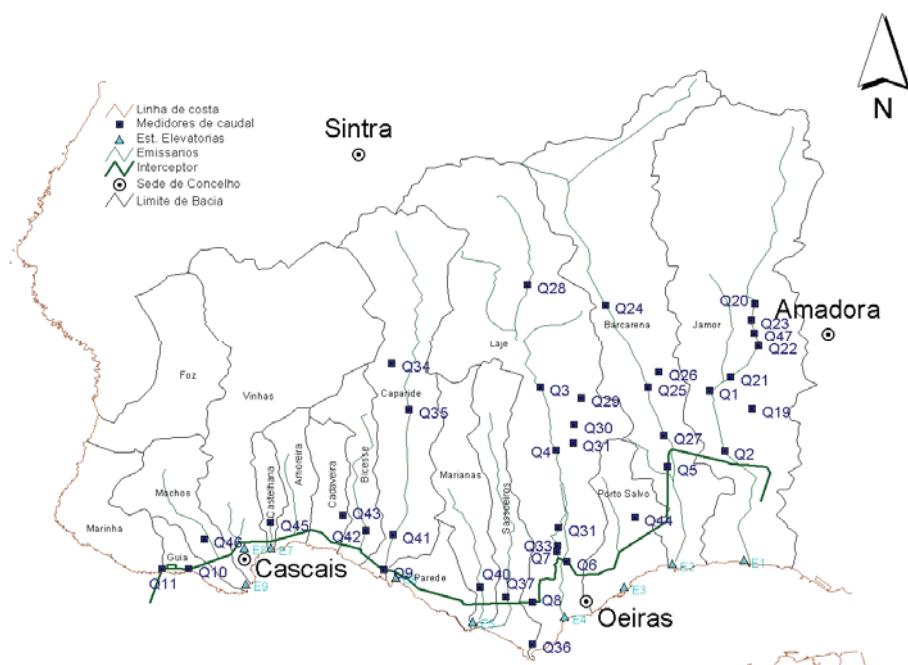 N
Linha de costa
Medidores de caudal
Est. Elevatorias
Emissarios
Interceptor
Sede de Concelho
Limite de Bacia
Sintra
Amadora
Q28
Q24
Q20
Barcarena
Jamor
Q23
Q47
Q22
Laje
Q34
Foz
Vinhas
Caparide
Q3
Q29
Q26
Q25
Q21
Q1
Q35
Q19
Q30
Q31
Q4
Q27
Q2
Q5
Machos
Castelhana
Amoreira
Cadaveira
Bicesse
Marianas
Sassoeiros
Porto Salvo
Marinha
Q45
Q43
Q42
Q41
Q44
Q31
Q46
Guia
E8
E7
Q33
Q7
Q6
Q11
Q10
Cascais
Q9
Parede
E2
E1
E9
Q40
Q37
Q8
E3
Oeiras
E4
Q36